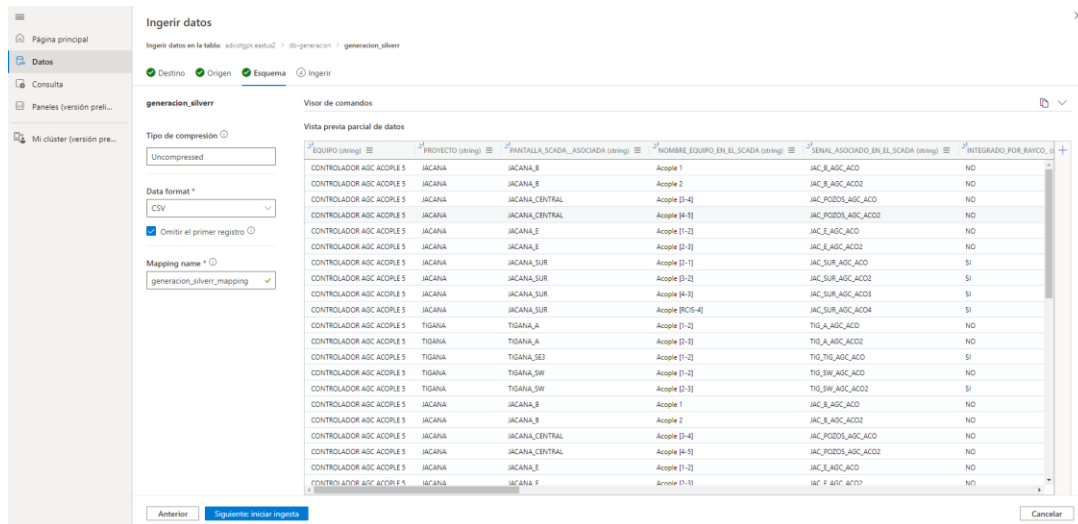 Ingerir datos
Página principal
Ingerir datos en la tabla: > db-generacion > generacion_silverr
Datos
Destino Origen Esquema 4 Ingerir
Consulta
Paneles (versión preli...
generacion_silverr
Visor de comandos
Mi clúster (versión pre...
Tipo de compresión
Vista previa parcial de datos
Uncompressed
EQUIPO (string) PROYECTO (string) PANTALLA_SCADA__ASOCIADA (string) NOMBRE_EQUIPO_EN_EL_SCADA (string) SENAL_ASOCIADO_EN_EL_SCADA (string) INTEGRADO_POR_RAYCO_
Data format *
CSV
Omitir el primer registro
Mapping name *
generacion_silverr_mapping
CONTROLADOR AGC ACOPLE 5 JACANA JACANA_B Acople 1 JAC_B_AGC_ACO NO
CONTROLADOR AGC ACOPLE 5 JACANA JACANA_B Acople 2 JAC_B_AGC_ACO2 NO
CONTROLADOR AGC ACOPLE 5 JACANA JACANA_CENTRAL Acople [3-4] JAC_POZOS_AGC_ACO NO
CONTROLADOR AGC ACOPLE 5 JACANA JACANA_CENTRAL Acople [4-5] JAC_POZOS_AGC_ACO2 NO
CONTROLADOR AGC ACOPLE 5 JACANA JACANA_E Acople [1-2] JAC_E_AGC_ACO NO
CONTROLADOR AGC ACOPLE 5 JACANA JACANA_E Acople [2-3] JAC_E_AGC_ACO2 NO
CONTROLADOR AGC ACOPLE 5 JACANA JACANA_SUR Acople [2-1] JAC_SUR_AGC_ACO SI
CONTROLADOR AGC ACOPLE 5 JACANA JACANA_SUR Acople [3-2] JAC_SUR_AGC_ACO2 SI
CONTROLADOR AGC ACOPLE 5 JACANA JACANA_SUR Acople [4-3] JAC_SUR_AGC_ACO3 SI
CONTROLADOR AGC ACOPLE 5 JACANA JACANA_SUR Acople [RCIS-4] JAC_SUR_AGC_ACO4 SI
CONTROLADOR AGC ACOPLE 5 TIGANA TIGANA_A Acople [1-2] TIG_A_AGC_ACO NO
CONTROLADOR AGC ACOPLE 5 TIGANA TIGANA_A Acople [2-3] TIG_A_AGC_ACO2 NO
CONTROLADOR AGC ACOPLE 5 TIGANA TIGANA_SE3 Acople [1-2] TIG_TIG_AGC_ACO SI
CONTROLADOR AGC ACOPLE 5 TIGANA TIGANA_SW Acople [1-2] TIG_SW_AGC_ACO NO
CONTROLADOR AGC ACOPLE 5 TIGANA TIGANA_SW Acople [2-3] TIG_SW_AGC_ACO2 SI
CONTROLADOR AGC ACOPLE 5 JACANA JACANA_B Acople 1 JAC_B_AGC_ACO NO
CONTROLADOR AGC ACOPLE 5 JACANA JACANA_B Acople 2 JAC_B_AGC_ACO2 NO
CONTROLADOR AGC ACOPLE 5 JACANA JACANA_CENTRAL Acople [3-4] JAC_POZOS_AGC_ACO NO
CONTROLADOR AGC ACOPLE 5 JACANA JACANA_CENTRAL Acople [4-5] JAC_POZOS_AGC_ACO2 NO
CONTROLADOR AGC ACOPLE 5 JACANA JACANA_E Acople [1-2] JAC_E_AGC_ACO NO
CONTROLADOR AGC ACOPLE 5 JACANA JACANA_E Acople [2-3] JAC_E_AGC_ACO2 NO
Anterior Siguiente: iniciar ingesta Cancelar